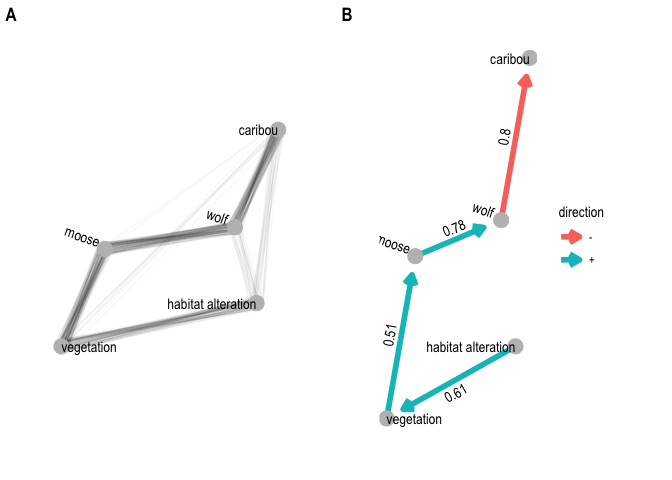 A
caribou
wolf
moose
habitat alteration
vegetation
B
caribou
0.8
wolf
0.78
moose
0.51
habitat alteration
0.61
vegetation
direction
-
+